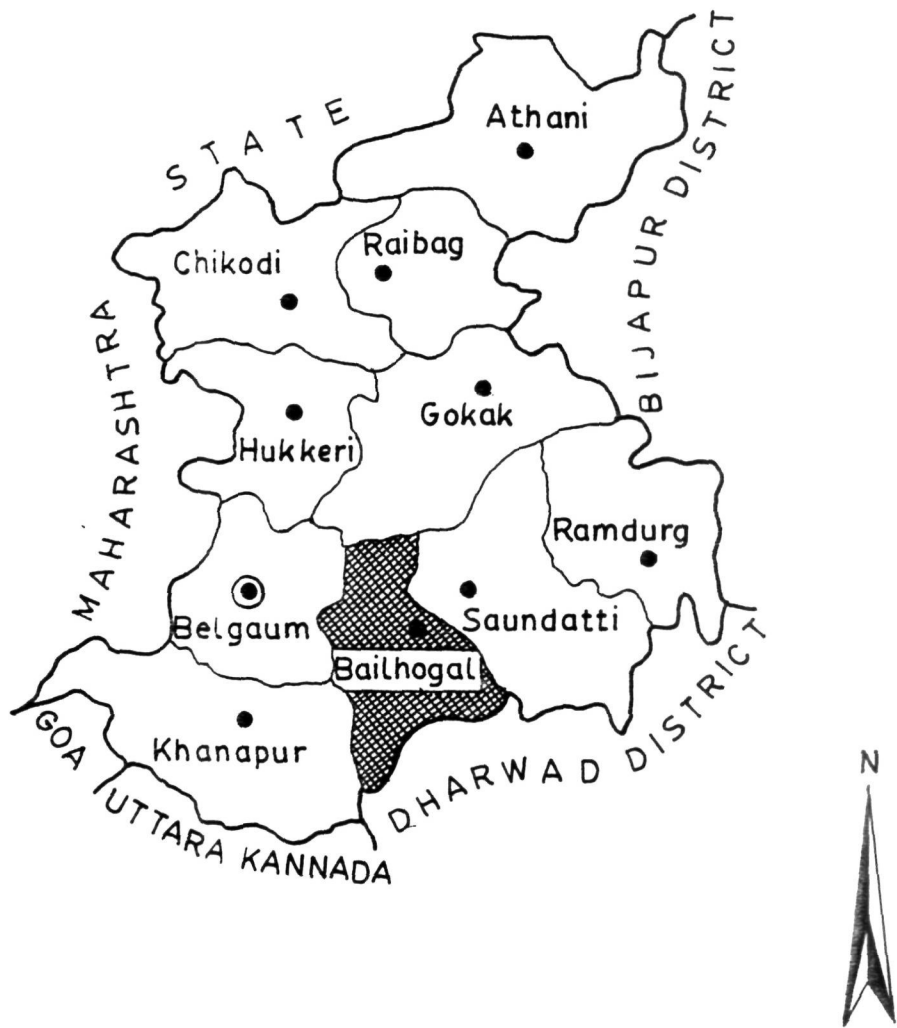 Athani
STATE
BIJAPUR DISTRICT
Raibag
Chikodi
MAHARASHTRA
Gokak
Hukkeri
Ramdurg
Saundatti
Belgaum
Bailhogal
Khanapur
GOA
DHARWAD DISTRICT
UTTARA KANNADA
N